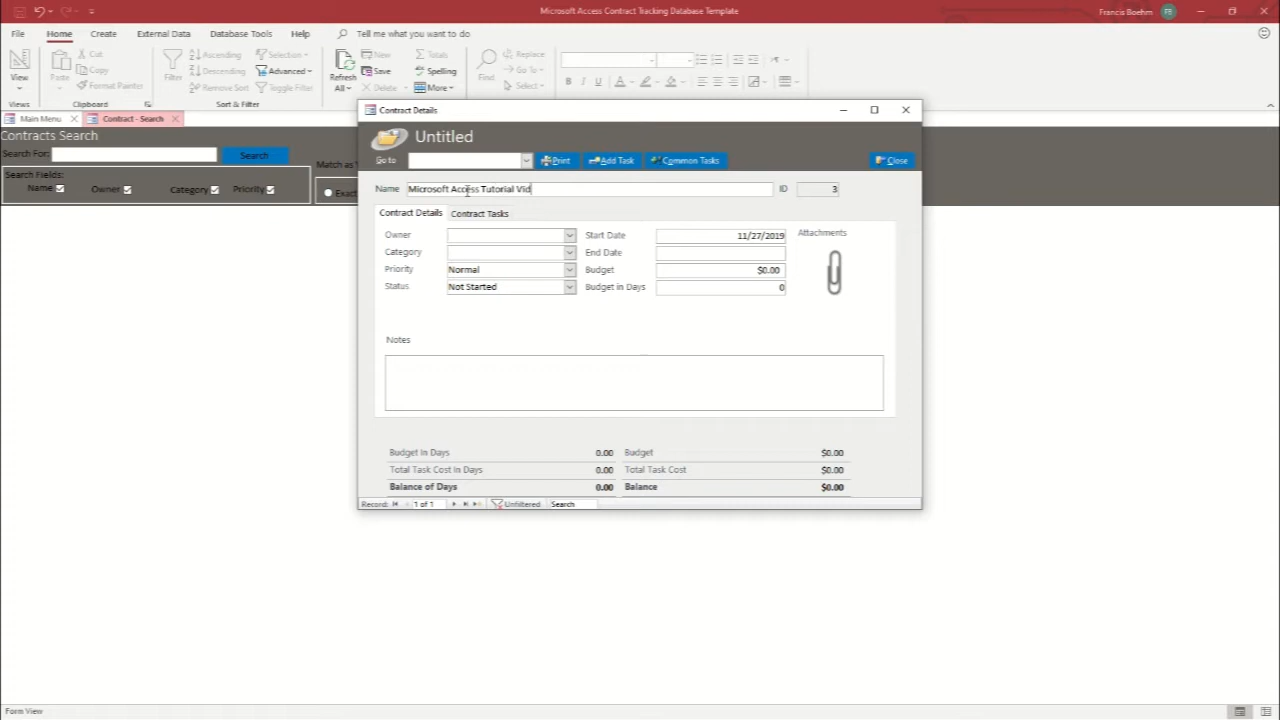 Microsoft Access Contract Tracking Database Template
Francis Boehm FB
File Home Create External Data Database Tools Help Tell me what you want to do
View
Views
Paste
Cut
Copy
Format Painter
Clipboard
Filter
Ascending
Descending
Remove Sort
Selection
Advanced
Toggle Filter
Sort & Filter
Refresh All
New
Save
Delete
Totals
Spelling
More
Find
Replace
Go To
Select
B I U A
Main Menu
Contract - Search
Contracts Search
Search For:
Search
Match as
Search Fields:
Name Owner Category Priority
Exact
Contract Details
Untitled
Go to Print Add Task Common Tasks Close
Name Microsoft Access Tutorial Vid ID 3
Contract Details Contract Tasks
Owner Start Date 11/27/2019 Attachments
Category End Date
Priority Normal Budget $0.00
Status Not Started Budget in Days 0
Notes
Budget In Days 0.00 Budget $0.00
Total Task Cost In Days 0.00 Total Task Cost $0.00
Balance of Days 0.00 Balance $0.00
Record: 1 of 1 Unfiltered Search
Form View